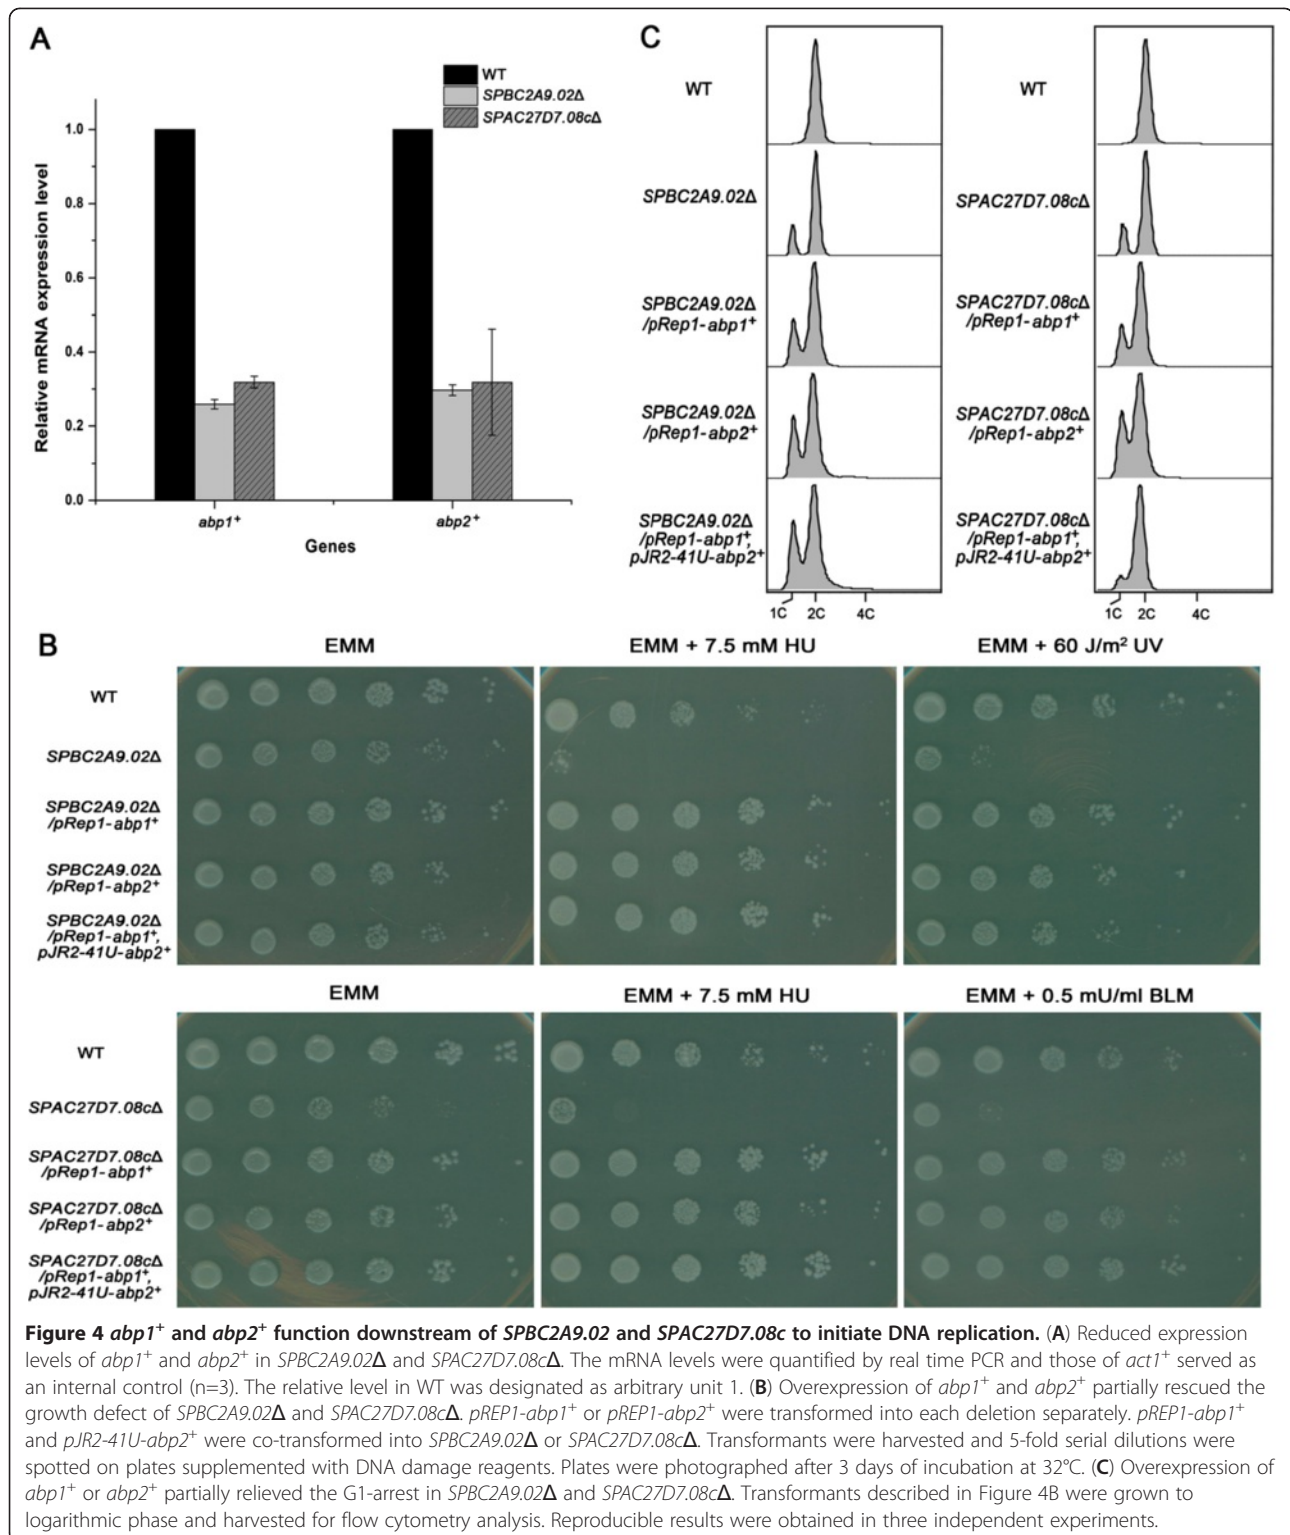 A
WT
SPBC2A9.02Δ
SPAC27D7.08cΔ
Relative mRNA expression level
1.0
0.8
0.6
0.4
0.2
0.0
abp1+
abp2+
Genes
C
WT
SPBC2A9.02Δ
SPBC2A9.02Δ
/pRep1-abp1+
SPBC2A9.02Δ
/pRep1-abp2+
SPBC2A9.02Δ
/pRep1-abp1+,
pJR2-41U-abp2+
1C
2C
4C
WT
SPAC27D7.08cΔ
SPAC27D7.08cΔ
/pRep1-abp1+
SPAC27D7.08cΔ
/pRep1-abp2+
SPAC27D7.08cΔ
/pRep1-abp1+,
pJR2-41U-abp2+
1C
2C
4C
B
EMM
EMM + 7.5 mM HU
EMM + 60 J/m² UV
WT
SPBC2A9.02Δ
SPBC2A9.02Δ
/pRep1-abp1+
SPBC2A9.02Δ
/pRep1-abp2+
SPBC2A9.02Δ
/pRep1-abp1+,
pJR2-41U-abp2+
EMM
EMM + 7.5 mM HU
EMM + 0.5 mU/ml BLM
WT
SPAC27D7.08cΔ
SPAC27D7.08cΔ
/pRep1-abp1+
SPAC27D7.08cΔ
/pRep1-abp2+
SPAC27D7.08cΔ
/pRep1-abp1+,
pJR2-41U-abp2+
Figure 4 abp1+ and abp2+ function downstream of SPBC2A9.02 and SPAC27D7.08c to initiate DNA replication. (A) Reduced expression
levels of abp1+ and abp2+ in SPBC2A9.02Δ and SPAC27D7.08cΔ. The mRNA levels were quantified by real time PCR and those of act1+ served as
an internal control (n=3). The relative level in WT was designated as arbitrary unit 1. (B) Overexpression of abp1+ and abp2+ partially rescued the
growth defect of SPBC2A9.02Δ and SPAC27D7.08cΔ. pREP1-abp1+ or pREP1-abp2+ were transformed into each deletion separately. pREP1-abp1+
and pJR2-41U-abp2+ were co-transformed into SPBC2A9.02Δ or SPAC27D7.08cΔ. Transformants were harvested and 5-fold serial dilutions were
spotted on plates supplemented with DNA damage reagents. Plates were photographed after 3 days of incubation at 32°C. (C) Overexpression of
abp1+ or abp2+ partially relieved the G1-arrest in SPBC2A9.02Δ and SPAC27D7.08cΔ. Transformants described in Figure 4B were grown to
logarithmic phase and harvested for flow cytometry analysis. Reproducible results were obtained in three independent experiments.